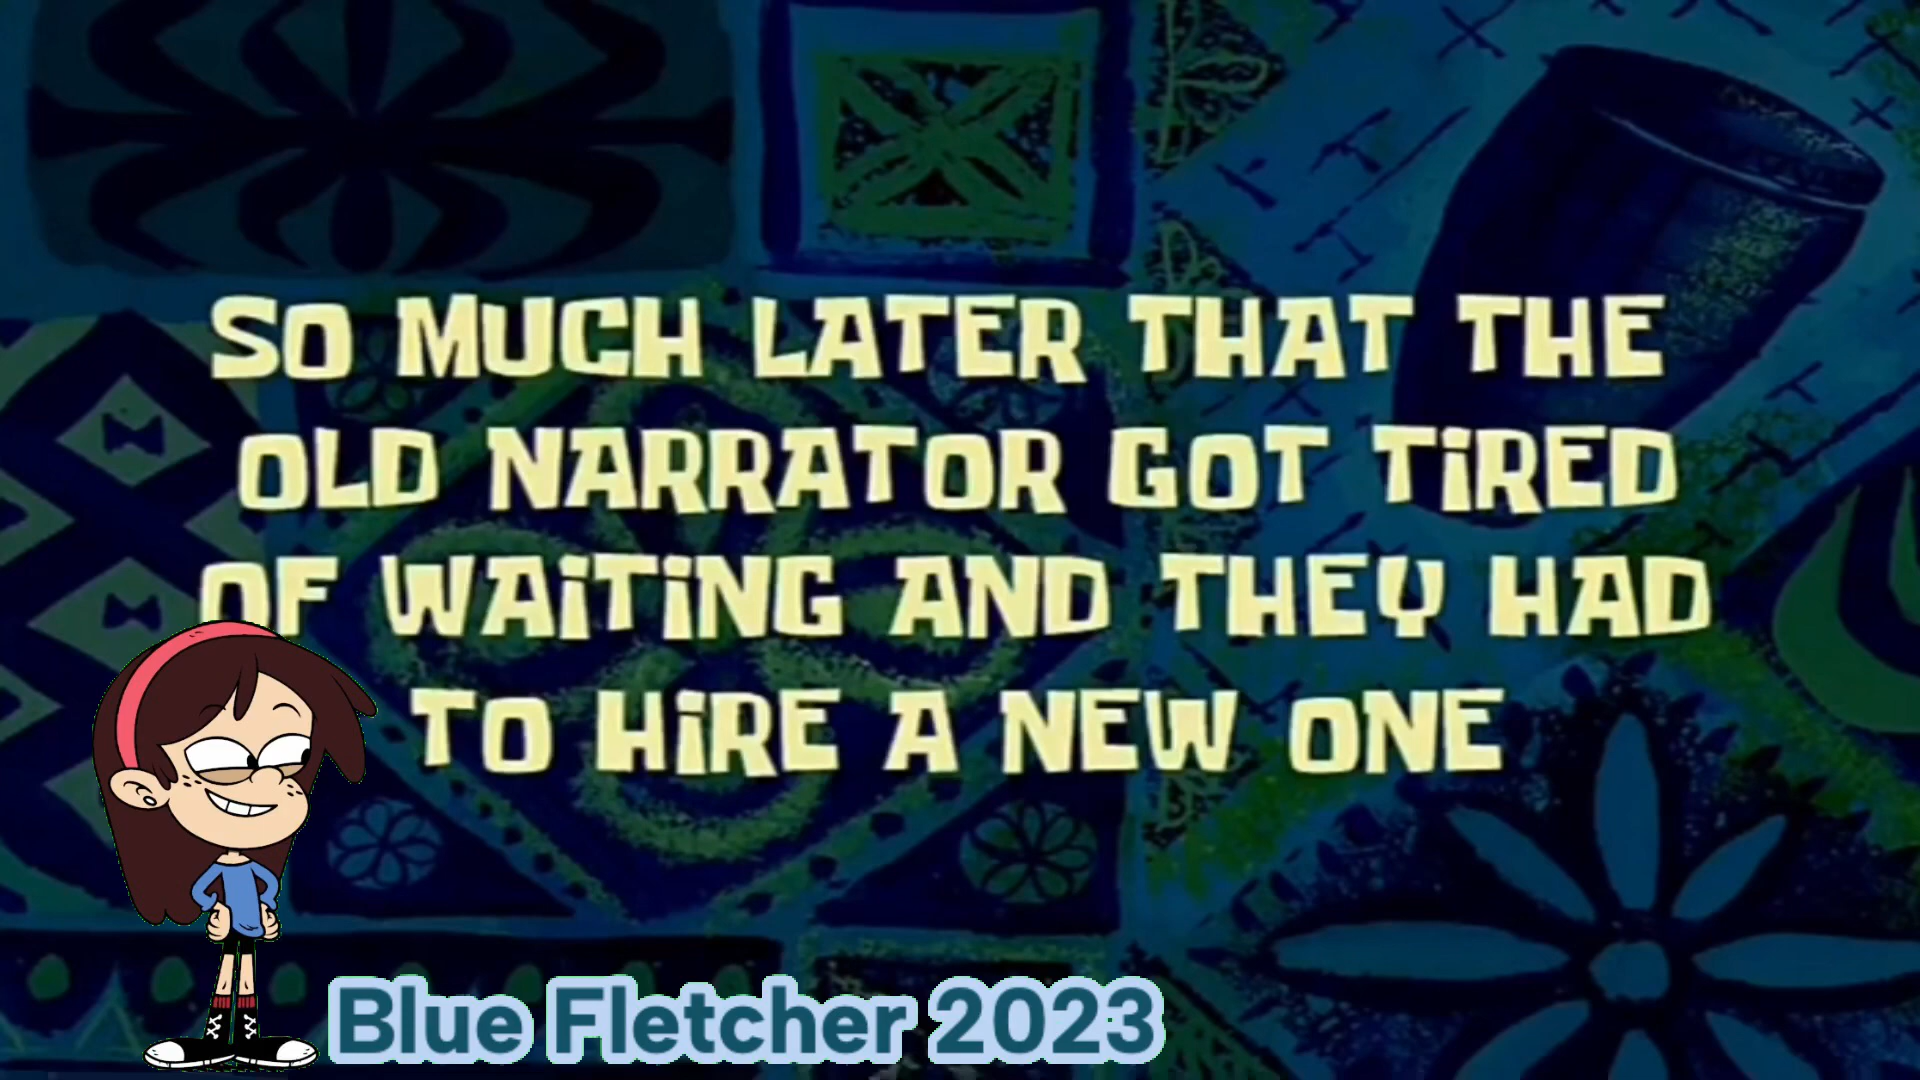 SO MUCH LATER THAT THE
OLD NARRATOR GOT TiRED
OF WAiTiNG AND THEY HAD
TO HiRE A NEW ONE
Blue Fletcher 2023